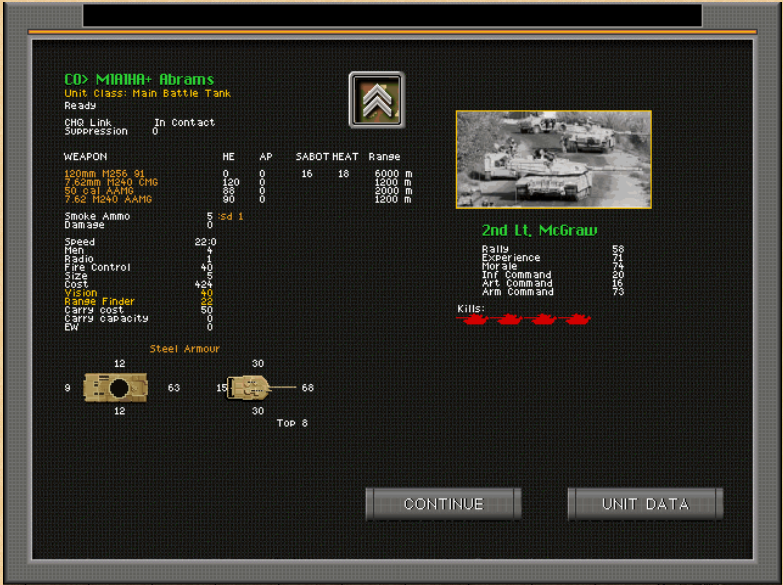 C0> M1A1HA+ Abrams
Unit Class: Main Battle Tank
Ready
CHQ Link In Contact
Suppression 0
WEAPON HE AP SABOT HEAT Range
120mm M256 91 0 0 16 18 6000 m
7.62mm M240 CMG 120 0 1200 m
50 cal AAMG 88 0 2000 m
7.62 M240 AAMG 90 0 1200 m
Smoke Ammo 5 :sd 1
Damage 0
Speed 22:0
Men 4
Radio 1
Fire Control 40
Size 5
Cost 424
Vision 40
Range Finder 22
Carry cost 50
Carry capacity 0
EW 0
Steel Armour
12 30
9 63 15 68
12 30
Top 8
2nd Lt. McGraw
Rally 58
Experience 71
Morale 74
Inf Command 20
Art Command 16
Arm Command 73
Kills:
CONTINUE UNIT DATA